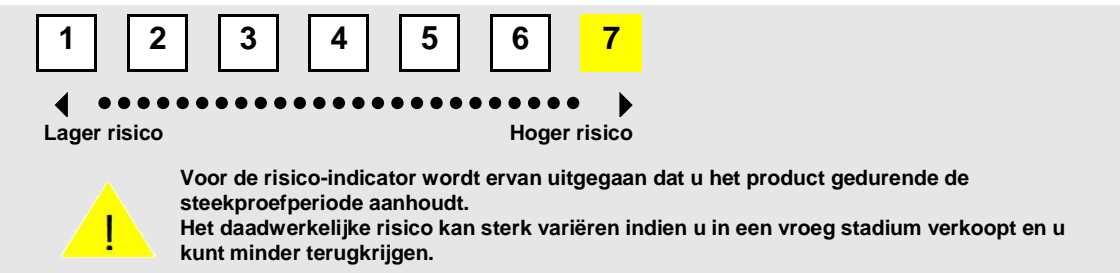 1 2 3 4 5 6 7
Lager risico Hoger risico
!
Voor de risico-indicator wordt ervan uitgegaan dat u het product gedurende de
steekproefperiode aanhoudt.
Het daadwerkelijke risico kan sterk variëren indien u in een vroeg stadium verkoopt en u
kunt minder terugkrijgen.